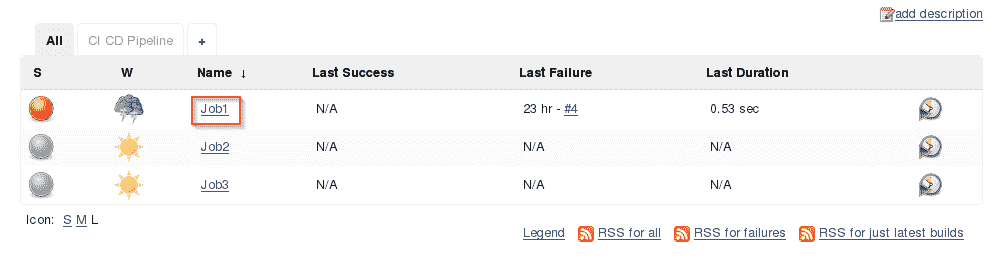 add description
All CI CD Pipeline +
S W Name ↓ Last Success Last Failure Last Duration
Job1 N/A 23 hr - #4 0.53 sec
Job2 N/A N/A N/A
Job3 N/A N/A N/A
Icon: S M L
Legend RSS for all RSS for failures RSS for just latest builds